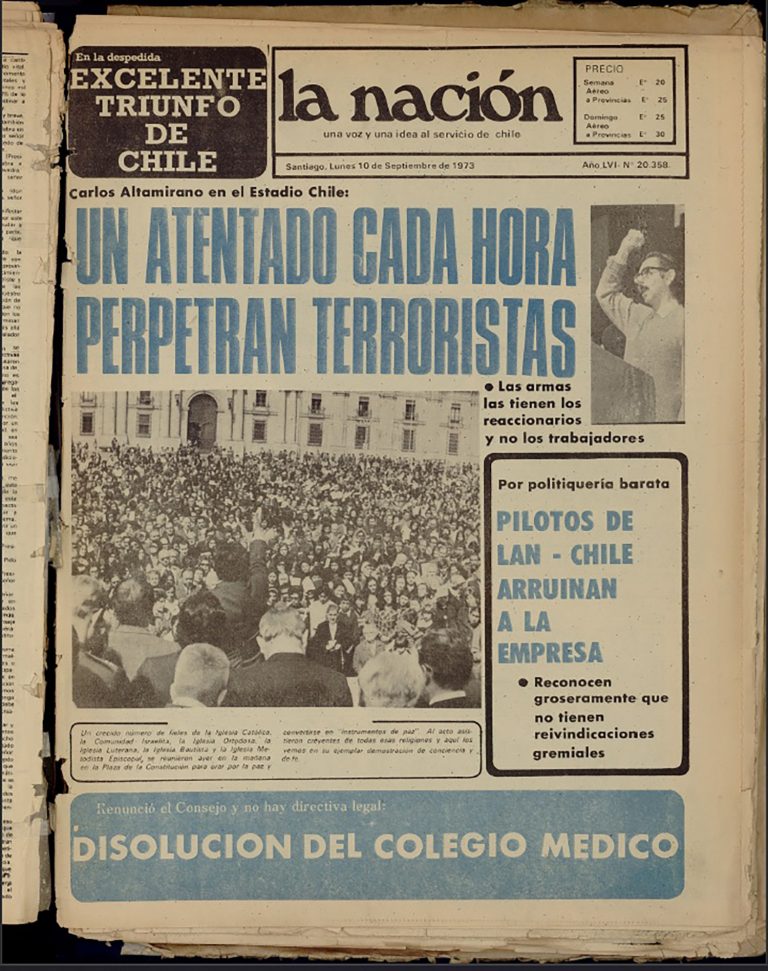 En la despedida
EXCELENTE
TRIUNFO
DE
CHILE
la nación
una voz y una idea al servicio de chile
PRECIO
Semana Eº 20
Aéreo
a Provincias Eº 25
Domingo Eº 25
Aéreo
a Provincias Eº 30
Santiago, Lunes 10 de Septiembre de 1973
Año LVI - Nº 20.358.
Carlos Altamirano en el Estadio Chile:
UN ATENTADO CADA HORA
PERPETRAN TERRORISTAS
● Las armas
las tienen los
reaccionarios
y no los trabajadores
Por politiquería barata
PILOTOS DE
LAN - CHILE
ARRUINAN
A LA
EMPRESA
● Reconocen
groseramente que
no tienen
reivindicaciones
gremiales
Un crecido número de fieles de la Iglesia Católica,
la Comunidad Israelita, la Iglesia Ortodoxa, la
Iglesia Luterana, la Iglesia Bautista y la Iglesia Me-
todista Episcopal, se reunieron ayer en la mañana
en la Plaza de la Constitución para orar por la paz y
convertirse en "instrumentos de paz". Al acto asis-
tieron creyentes de todas esas religiones y aquí los
vemos en su ejemplar demostración de conciencia y
de fe.
Renunció el Consejo y no hay directiva legal:
DISOLUCION DEL COLEGIO MEDICO